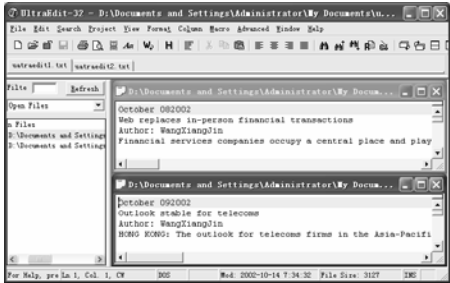 UltraEdit-32 - D:\Documents and Settings\Administrator\My Documents\u...
File Edit Search Project View Format Column Macro Advanced Window Help
uatraedit1.txt uatraedit2.txt
Filte Refresh
Open Files
n Files
D:\Documents and Setting
D:\Documents and Setting
D:\Documents and Settings\Administrator\My Docum...
October 082002
Web replaces in-person financial transactions
Author: WangXiangJin
Financial services companies occupy a central place and play
D:\Documents and Settings\Administrator\My Docum...
October 092002
Outlook stable for telecoms
Author: WangXiangJin
HONG KONG: The outlook for telecoms firms in the Asia-Pacifi
For Help, pre Ln 1, Col. 1, CW DOS Mod: 2002-10-14 7:34:32 File Size: 3127 INS